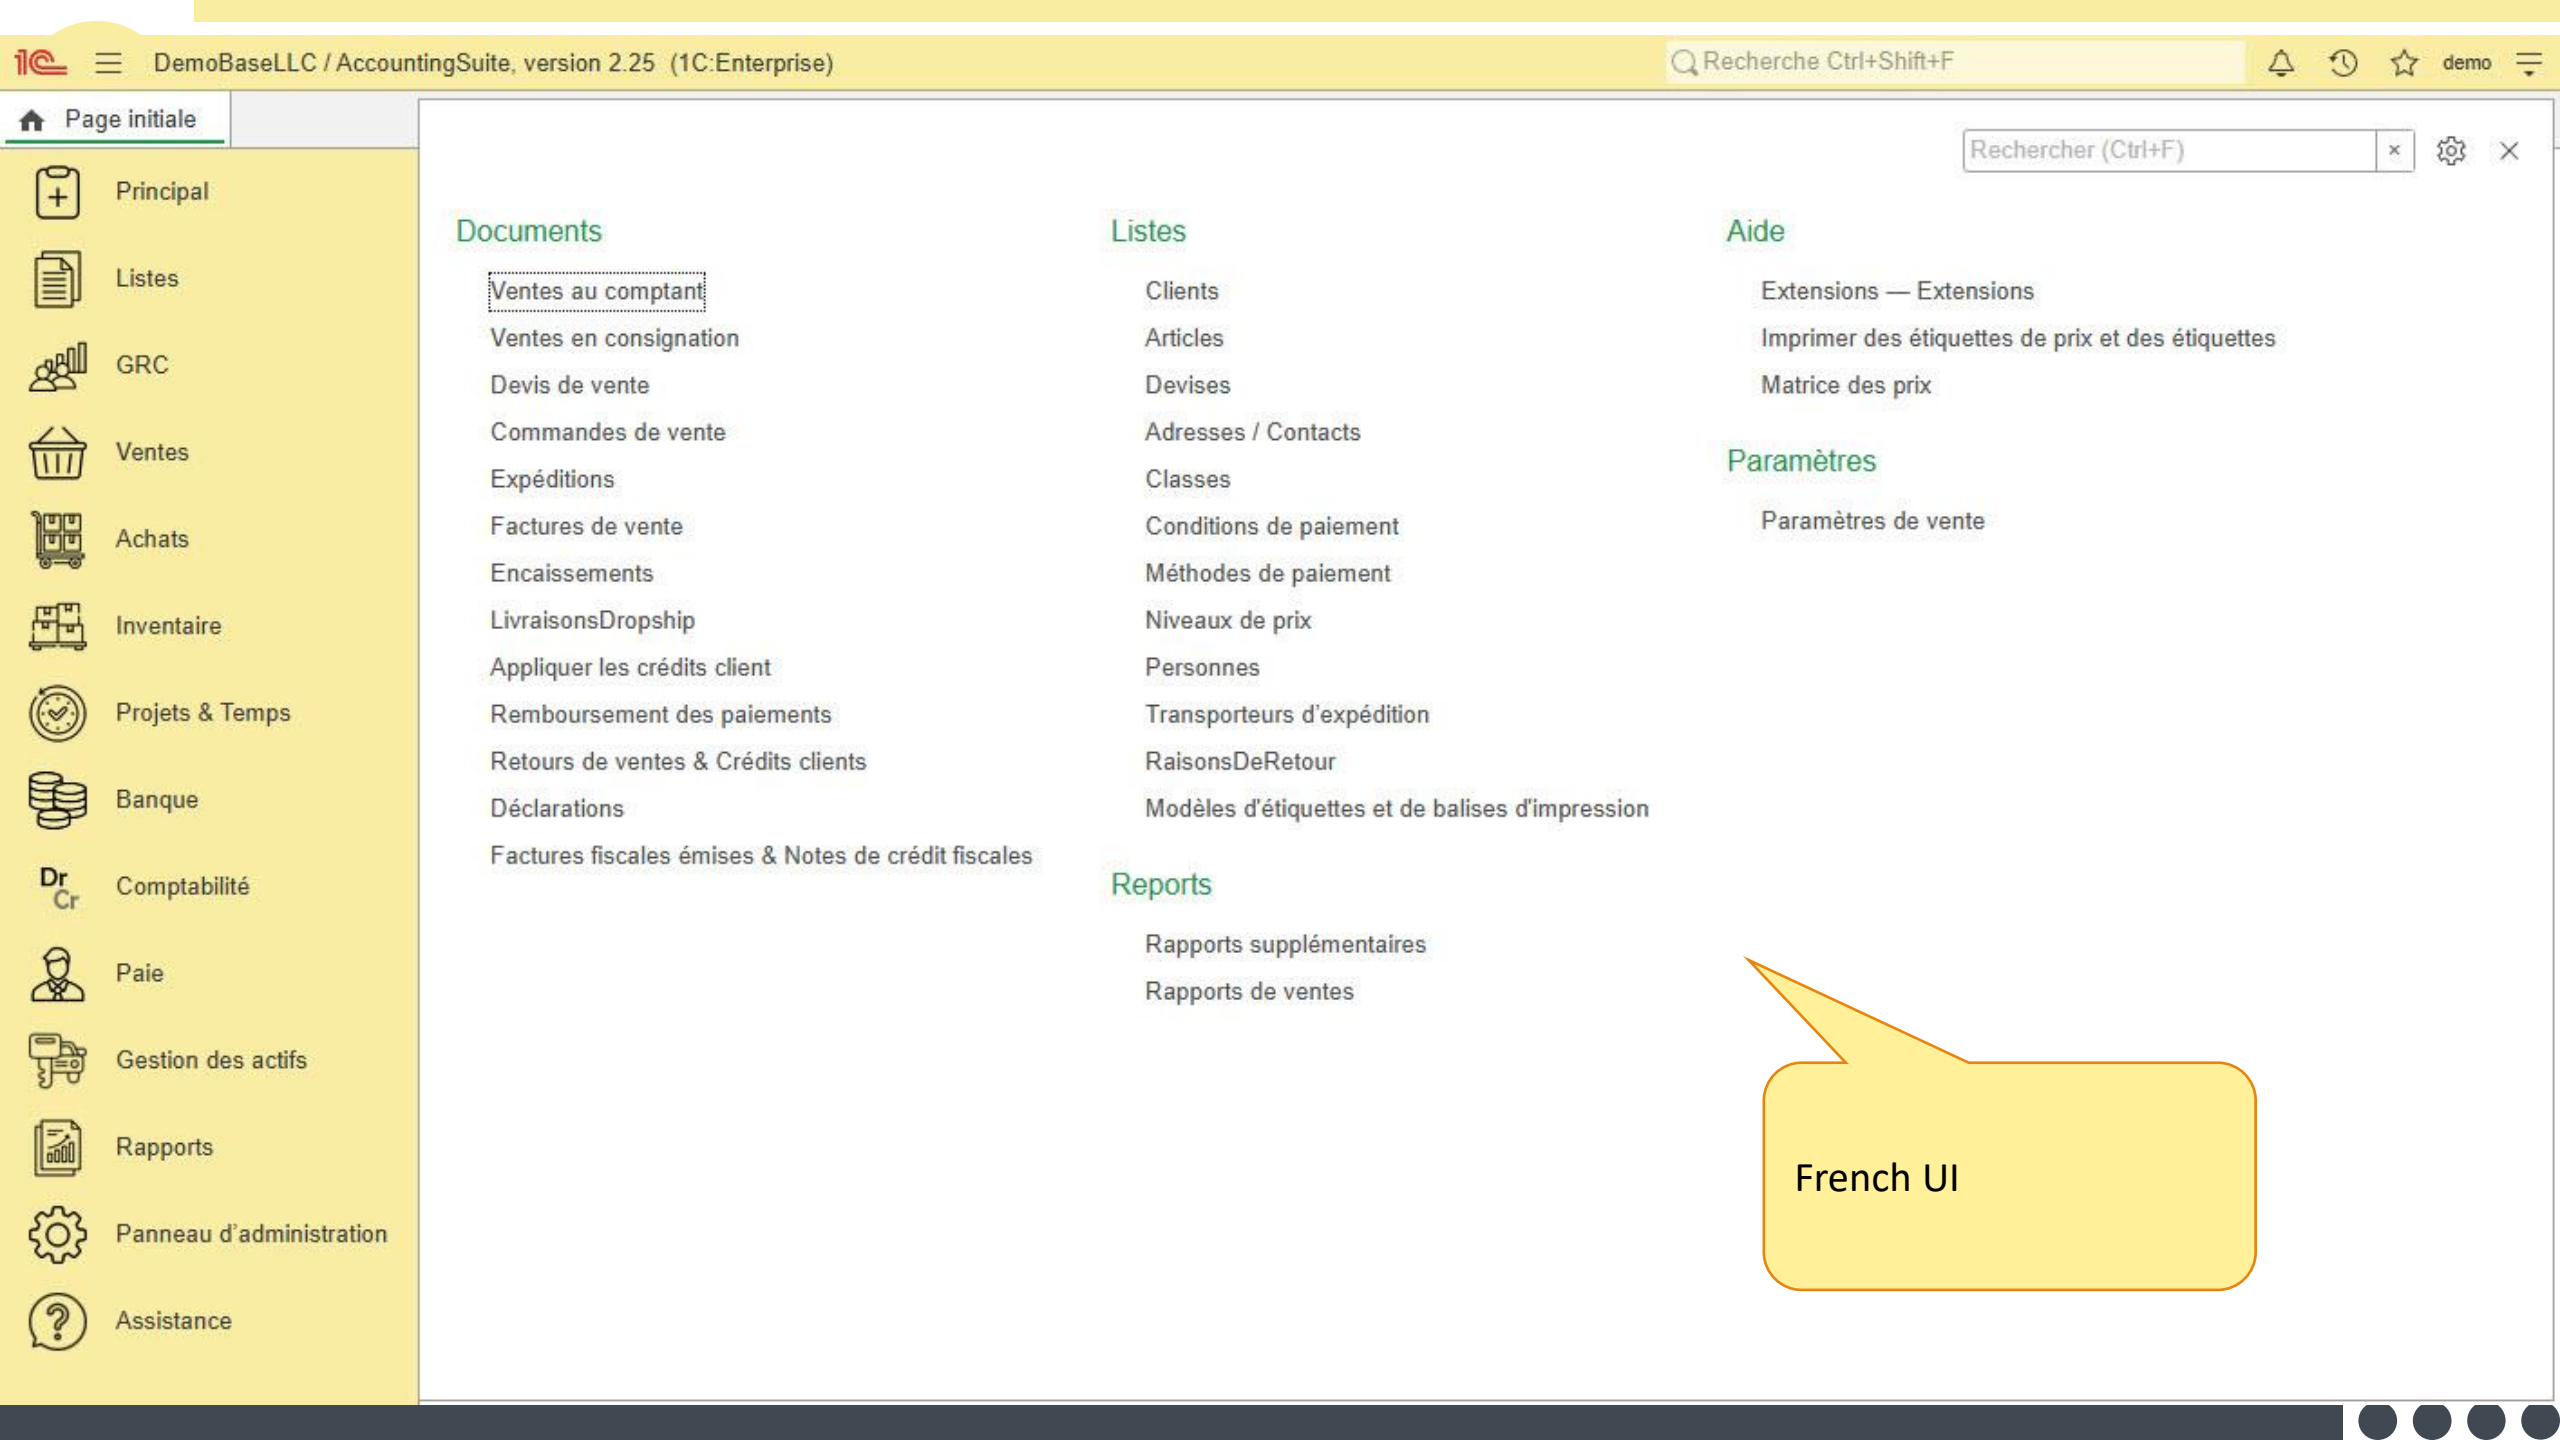 1C DemoBaseLLC / AccountingSuite, version 2.25 (1C:Enterprise)
Recherche Ctrl+Shift+F
demo
Page initiale
Rechercher (Ctrl+F)
Principal
Listes
GRC
Ventes
Achats
Inventaire
Projets & Temps
Banque
Dr
Cr
Comptabilité
Paie
Gestion des actifs
Rapports
Panneau d'administration
Assistance
Documents
Ventes au comptant
Ventes en consignation
Devis de vente
Commandes de vente
Expéditions
Factures de vente
Encaissements
LivraisonsDropship
Appliquer les crédits client
Remboursement des paiements
Retours de ventes & Crédits clients
Déclarations
Factures fiscales émises & Notes de crédit fiscales
Listes
Clients
Articles
Devises
Adresses / Contacts
Classes
Conditions de paiement
Méthodes de paiement
Niveaux de prix
Personnes
Transporteurs d'expédition
RaisonsDeRetour
Modèles d'étiquettes et de balises d'impression
Reports
Rapports supplémentaires
Rapports de ventes
Aide
Extensions — Extensions
Imprimer des étiquettes de prix et des étiquettes
Matrice des prix
Paramètres
Paramètres de vente
French UI